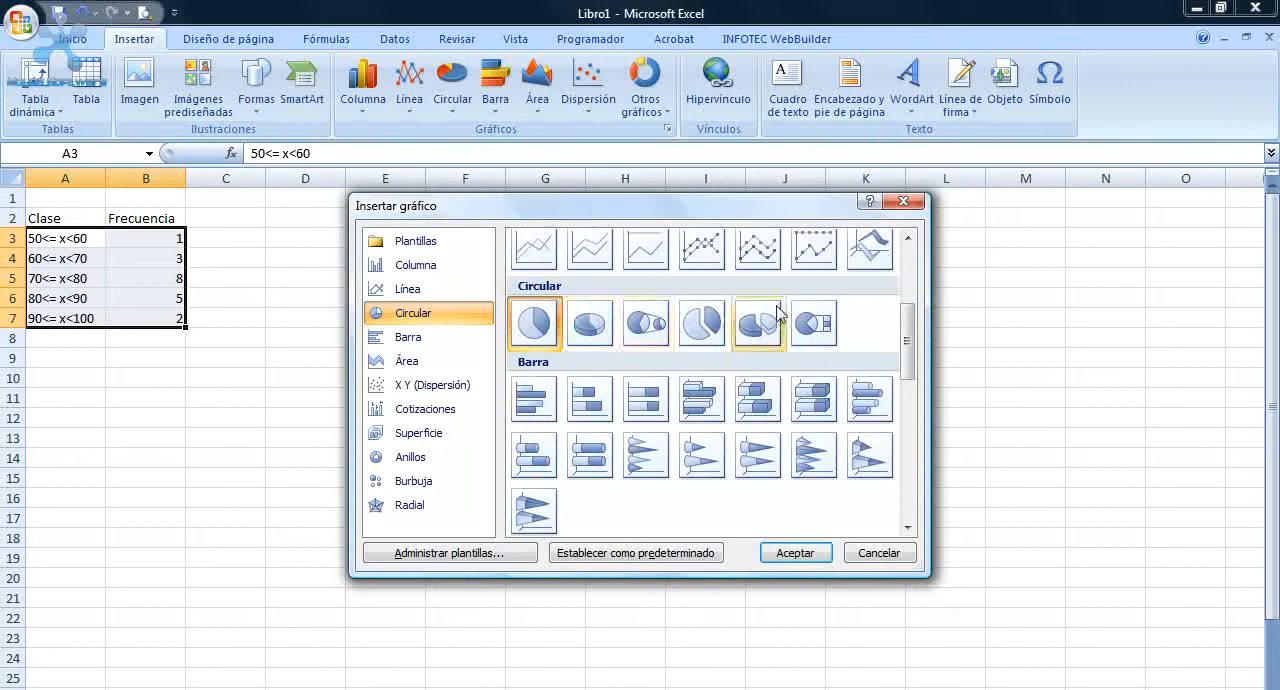 Libro1 - Microsoft Excel
Inicio Insertar Diseño de página Fórmulas Datos Revisar Vista Programador Acrobat INFOTEC WebBuilder
Tabla dinámica Tabla Imagen Imágenes prediseñadas Formas SmartArt Columna Línea Circular Barra Área Dispersión Otros gráficos Hipervínculo Cuadro de texto Encabezado y pie de página WordArt Línea de firma Objeto Símbolo
Tablas Ilustraciones Gráficos Vínculos Texto
A3 fx 50<= x<60
A B C D E F G H I J K L M N O
1
2 Clase Frecuencia
3 50<= x<60 1
4 60<= x<70 3
5 70<= x<80 8
6 80<= x<90 5
7 90<= x<100 2
8
9
10
11
12
13
14
15
16
17
18
19
20
21
22
23
24
25
Insertar gráfico
Plantillas
Columna
Línea
Circular
Barra
Área
X Y (Dispersión)
Cotizaciones
Superficie
Anillos
Burbuja
Radial
Circular
Barra
Administrar plantillas... Establecer como predeterminado Aceptar Cancelar